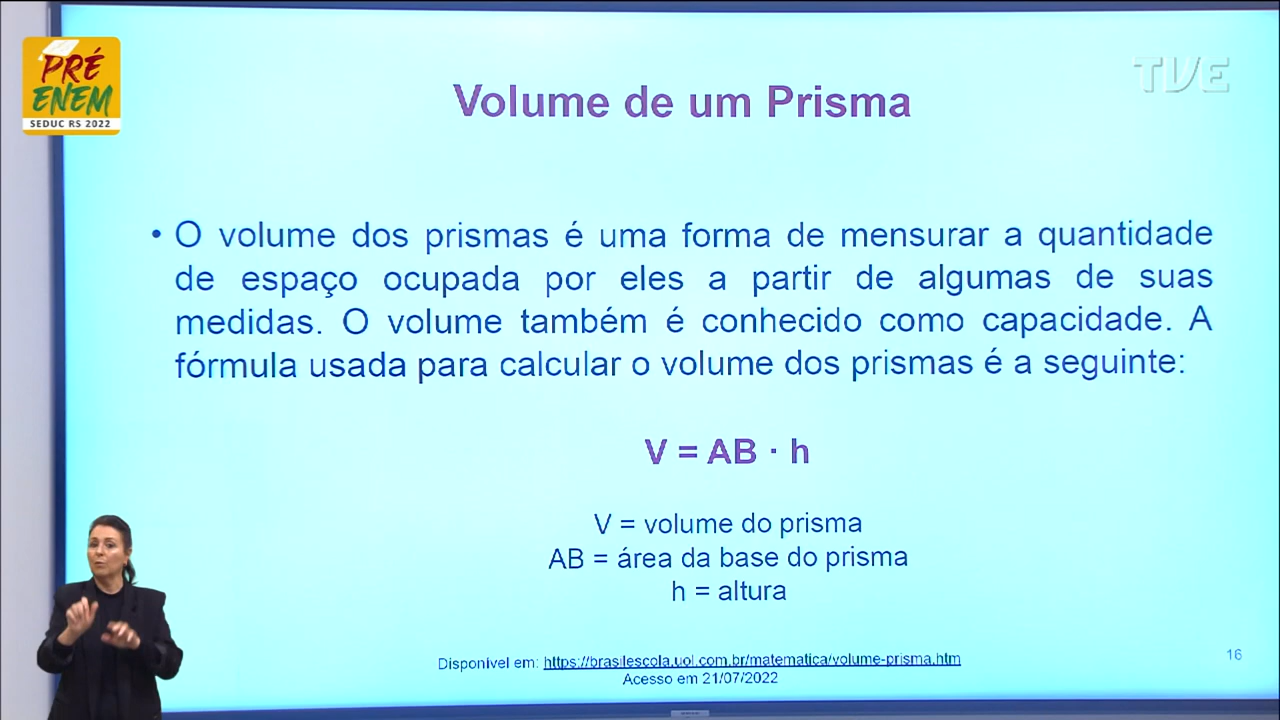 PRÉ
ENEM
SEDUC RS 2022
TVE
Volume de um Prisma
• O volume dos prismas é uma forma de mensurar a quantidade
de espaço ocupada por eles a partir de algumas de suas
medidas. O volume também é conhecido como capacidade. A
fórmula usada para calcular o volume dos prismas é a seguinte:
V = AB · h
V = volume do prisma
AB = área da base do prisma
h = altura
Disponível em: https://brasilescola.uol.com.br/matematica/volume-prisma.htm
Acesso em 21/07/2022
16